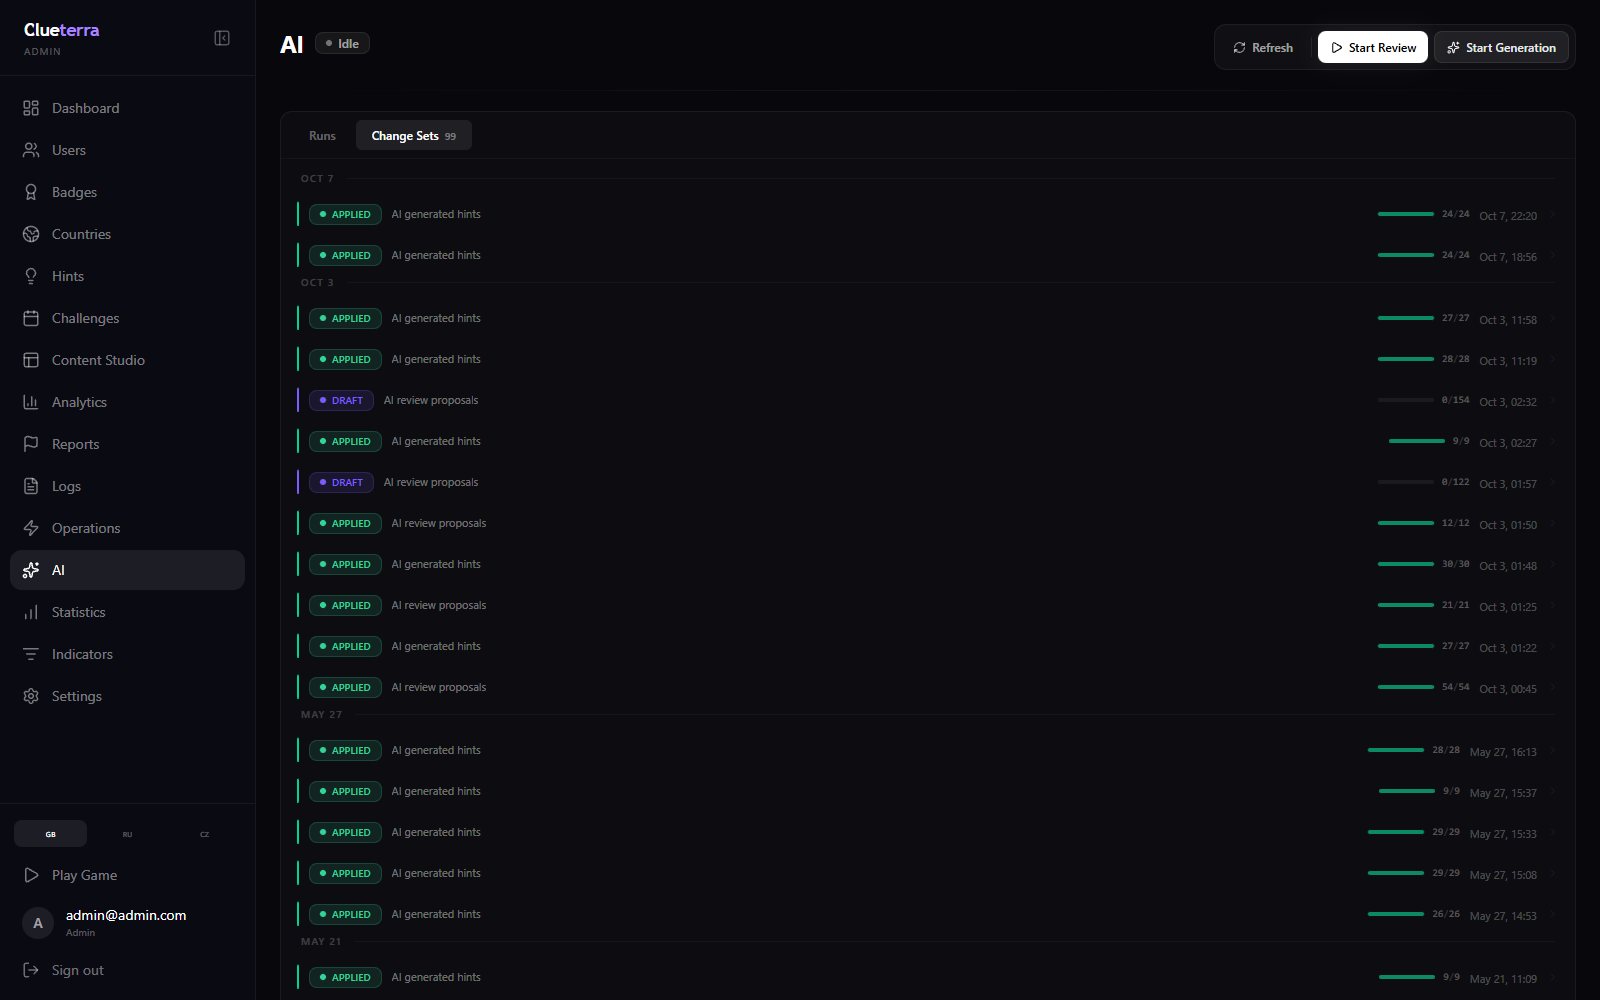 Clueterra
ADMIN
Dashboard
Users
Badges
Countries
Hints
Challenges
Content Studio
Analytics
Reports
Logs
Operations
AI
Statistics
Indicators
Settings
GB RU CZ
Play Game
A admin@admin.com
Admin
Sign out
AI Idle
Refresh Start Review Start Generation
Runs Change Sets 99
OCT 7
APPLIED AI generated hints 24/24 Oct 7, 22:20
APPLIED AI generated hints 24/24 Oct 7, 18:56
OCT 3
APPLIED AI generated hints 27/27 Oct 3, 11:58
APPLIED AI generated hints 28/28 Oct 3, 11:19
DRAFT AI review proposals 0/154 Oct 3, 02:32
APPLIED AI generated hints 9/9 Oct 3, 02:27
DRAFT AI review proposals 0/122 Oct 3, 01:57
APPLIED AI review proposals 12/12 Oct 3, 01:50
APPLIED AI generated hints 30/30 Oct 3, 01:48
APPLIED AI review proposals 21/21 Oct 3, 01:25
APPLIED AI generated hints 27/27 Oct 3, 01:22
APPLIED AI review proposals 54/54 Oct 3, 00:45
MAY 27
APPLIED AI generated hints 28/28 May 27, 16:13
APPLIED AI generated hints 9/9 May 27, 15:37
APPLIED AI generated hints 29/29 May 27, 15:33
APPLIED AI generated hints 29/29 May 27, 15:08
APPLIED AI generated hints 26/26 May 27, 14:53
MAY 21
APPLIED AI generated hints 9/9 May 21, 11:09